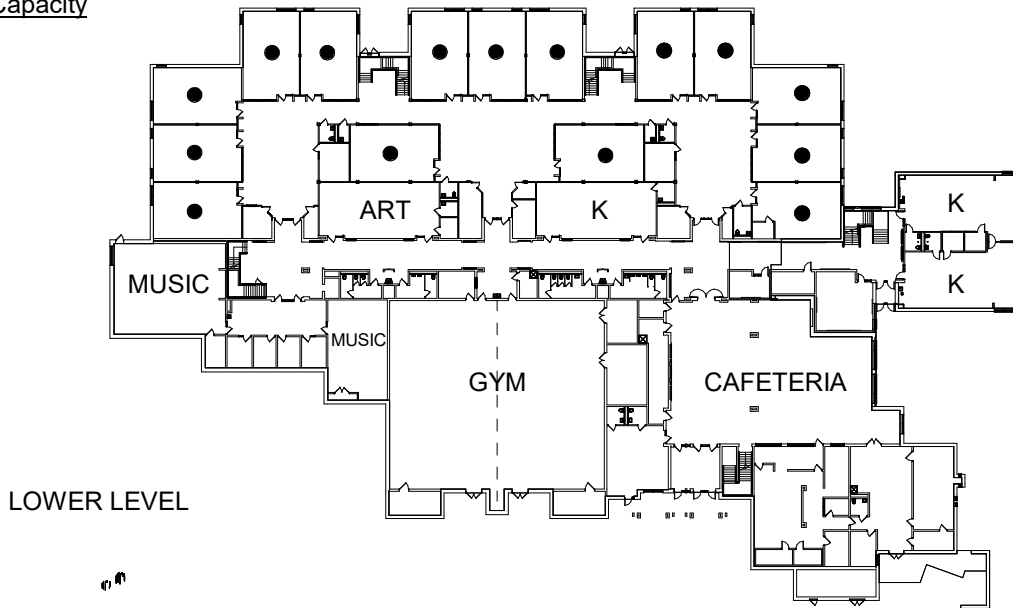 Capacity
ART
K
K
MUSIC
K
MUSIC
GYM
CAFETERIA
LOWER LEVEL